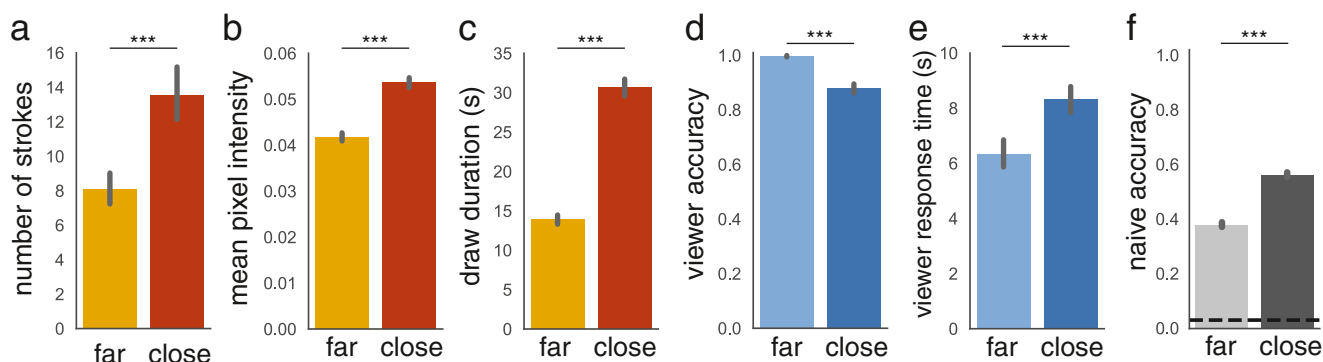 a
***
number of strokes
16
14
12
10
8
6
4
2
0
far close
b
***
mean pixel intensity
0.06
0.05
0.04
0.03
0.02
0.01
0.00
far close
c
***
draw duration (s)
35
30
25
20
15
10
5
0
far close
d
***
viewer accuracy
1.0
0.8
0.6
0.4
0.2
0.0
far close
e
***
viewer response time (s)
10
8
6
4
2
0
far close
f
***
naive accuracy
1.0
0.8
0.6
0.4
0.2
0.0
far close